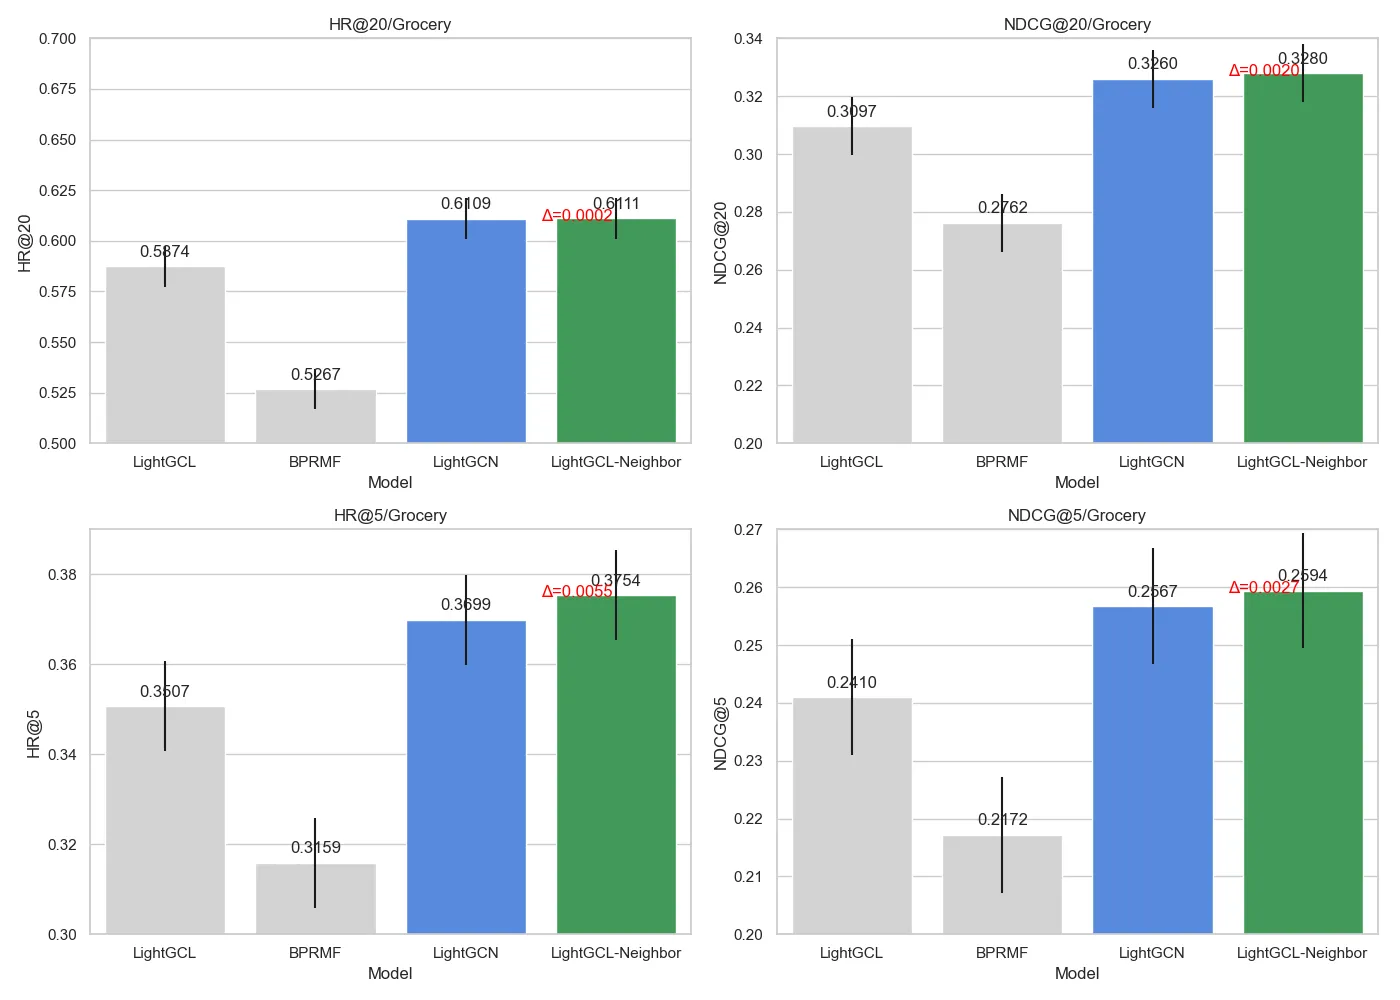 HR@20/Grocery
0.700
0.675
0.650
0.625
0.600
0.575
0.550
0.525
0.500
HR@20
0.5874
0.5267
0.6109
0.6111
Δ=0.0002
LightGCL
BPRMF
LightGCN
LightGCL-Neighbor
Model
NDCG@20/Grocery
0.34
0.32
0.30
0.28
0.26
0.24
0.22
0.20
NDCG@20
0.3097
0.2762
0.3260
0.3280
Δ=0.0020
LightGCL
BPRMF
LightGCN
LightGCL-Neighbor
Model
HR@5/Grocery
0.38
0.36
0.34
0.32
0.30
HR@5
0.3507
0.3159
0.3699
0.3754
Δ=0.0055
LightGCL
BPRMF
LightGCN
LightGCL-Neighbor
Model
NDCG@5/Grocery
0.27
0.26
0.25
0.24
0.23
0.22
0.21
0.20
NDCG@5
0.2410
0.2172
0.2567
0.2594
Δ=0.0027
LightGCL
BPRMF
LightGCN
LightGCL-Neighbor
Model